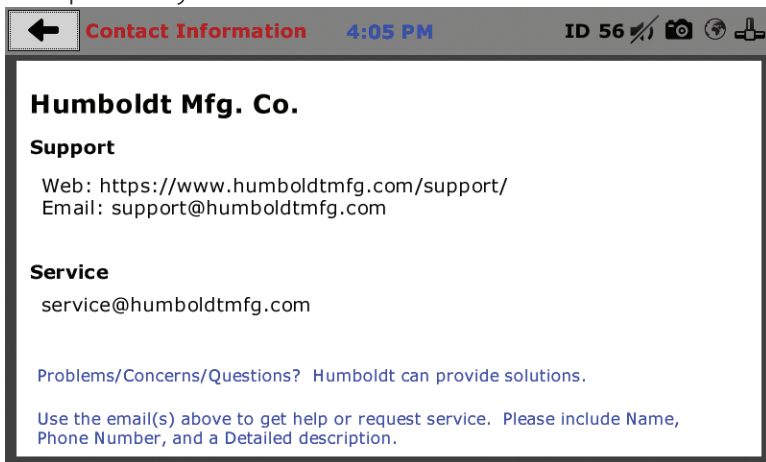 Contact Information 4:05 PM ID 56
Humboldt Mfg. Co.
Support
Web: https://www.humboldtmfg.com/support/
Email: support@humboldtmfg.com
Service
service@humboldtmfg.com
Problems/Concerns/Questions? Humboldt can provide solutions.
Use the email(s) above to get help or request service. Please include Name,
Phone Number, and a Detailed description.